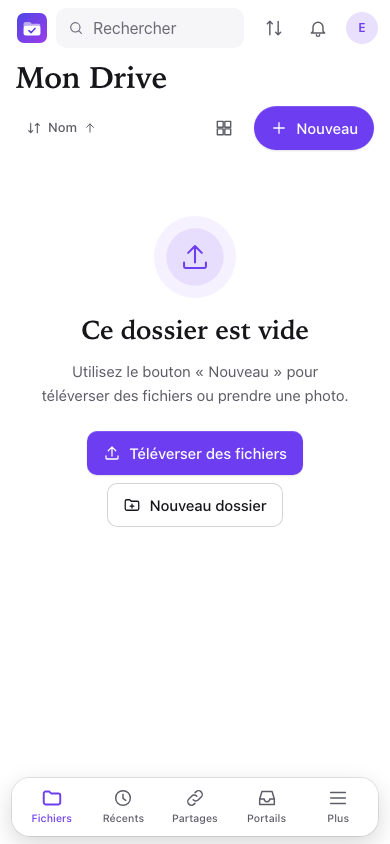 Rechercher
E
Mon Drive
Nom
Nouveau
Ce dossier est vide
Utilisez le bouton « Nouveau » pour
téléverser des fichiers ou prendre une photo.
Téléverser des fichiers
Nouveau dossier
Fichiers
Récents
Partages
Portails
Plus